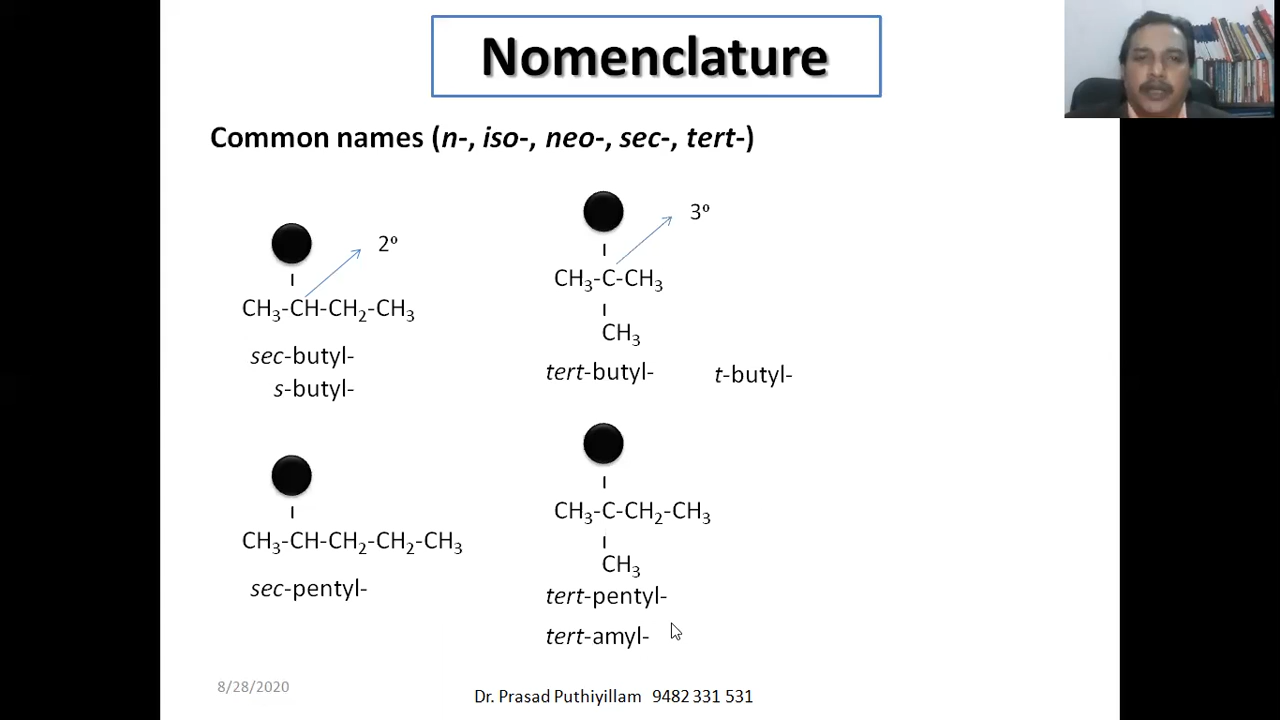 Nomenclature
Common names (n-, iso-, neo-, sec-, tert-)
2º
CH₃-CH-CH₂-CH₃
sec-butyl-
s-butyl-
3º
CH₃-C-CH₃
CH₃
tert-butyl-
t-butyl-
CH₃-CH-CH₂-CH₂-CH₃
sec-pentyl-
CH₃-C-CH₂-CH₃
CH₃
tert-pentyl-
tert-amyl-
8/28/2020
Dr. Prasad Puthiyillam 9482 331 531